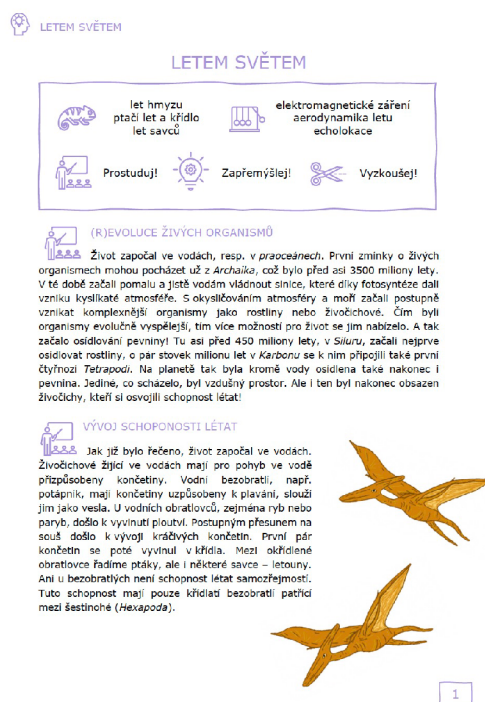 LETEM SVĚTEM
LETEM SVĚTEM
let hmyzu
ptačí let a křídlo
let savců
elektromagnetické záření
aerodynamika letu
echolokace
Prostuduj!
Zapřemýšlej!
Vyzkoušej!
(R)EVOLUCE ŽIVÝCH ORGANISMŮ
Život započal ve vodách, resp. v praoceánech. První zmínky o živých
organismech mohou pocházet už z Archaika, což bylo před asi 3500 miliony lety.
V té době začali pomalu a jistě vodám vládnout sinice, které díky fotosyntéze dali
vzniku kyslíkaté atmosféře. S okysličováním atmosféry a moří začali postupně
vznikat komplexnější organismy jako rostliny nebo živočichové. Čím byli
organismy evolučně vyspělejší, tím více možností pro život se jim nabízelo. A tak
začalo osídlování pevniny! Tu asi před 450 miliony lety, v Siluru, začali nejprve
osidlovat rostliny, o pár stovek milionu let v Karbonu se k nim připojili také první
čtyřnozí Tetrapodi. Na planetě tak byla kromě vody osidlena také nakonec i
pevnina. Jediné, co scházelo, byl vzdušný prostor. Ale i ten byl nakonec obsazen
živočichy, kteří si osvojili schopnost létat!
VÝVOJ SCHOPONOSTI LÉTAT
Jak již bylo řečeno, život započal ve vodách.
Živočichové žijící ve vodách mají pro pohyb ve vodě
přizpůsobeny končetiny. Vodní bezobratlí, např.
potápník, mají končetiny uzpůsobeny k plavání, slouží
jim jako vesla. U vodních obratlovců, zejména ryb nebo
paryb, došlo k vyvinutí ploutví. Postupným přesunem na
souš došlo k vývoji kráčivých končetin. První pár
končetin se poté vyvinul v křídla. Mezi okřídlené
obratlovce řadíme ptáky, ale i některé savce – letouny.
Ani u bezobratlých není schopnost létat samozřejmostí.
Tuto schopnost mají pouze křídlatí bezobratlí patřící
mezi šestinohé (Hexapoda).
1